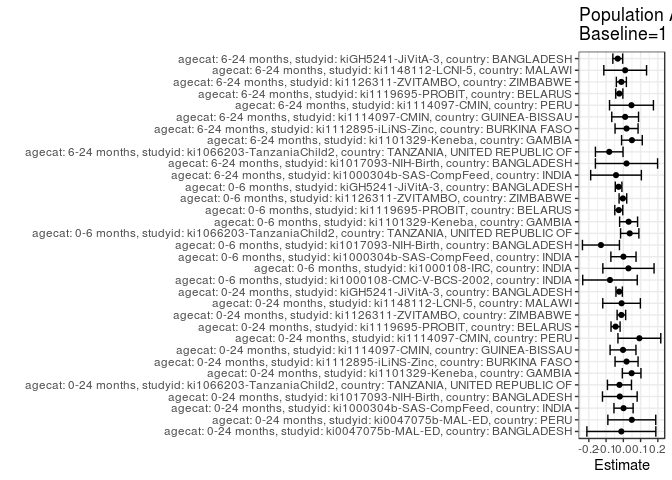 Population A
Baseline=1
agecat: 6-24 months, studyid: kiGH5241-JiVitA-3, country: BANGLADESH
agecat: 6-24 months, studyid: ki1148112-LCNI-5, country: MALAWI
agecat: 6-24 months, studyid: ki1126311-ZVITAMBO, country: ZIMBABWE
agecat: 6-24 months, studyid: ki1119695-PROBIT, country: BELARUS
agecat: 6-24 months, studyid: ki1114097-CMIN, country: PERU
agecat: 6-24 months, studyid: ki1114097-CMIN, country: GUINEA-BISSAU
agecat: 6-24 months, studyid: ki1112895-iLiNS-Zinc, country: BURKINA FASO
agecat: 6-24 months, studyid: ki1101329-Keneba, country: GAMBIA
agecat: 6-24 months, studyid: ki1066203-TanzaniaChild2, country: TANZANIA, UNITED REPUBLIC OF
agecat: 6-24 months, studyid: ki1017093-NIH-Birth, country: BANGLADESH
agecat: 6-24 months, studyid: ki1000304b-SAS-CompFeed, country: INDIA
agecat: 0-6 months, studyid: kiGH5241-JiVitA-3, country: BANGLADESH
agecat: 0-6 months, studyid: ki1126311-ZVITAMBO, country: ZIMBABWE
agecat: 0-6 months, studyid: ki1119695-PROBIT, country: BELARUS
agecat: 0-6 months, studyid: ki1101329-Keneba, country: GAMBIA
agecat: 0-6 months, studyid: ki1066203-TanzaniaChild2, country: TANZANIA, UNITED REPUBLIC OF
agecat: 0-6 months, studyid: ki1017093-NIH-Birth, country: BANGLADESH
agecat: 0-6 months, studyid: ki1000304b-SAS-CompFeed, country: INDIA
agecat: 0-6 months, studyid: ki1000108-IRC, country: INDIA
agecat: 0-6 months, studyid: ki1000108-CMC-V-BCS-2002, country: INDIA
agecat: 0-24 months, studyid: kiGH5241-JiVitA-3, country: BANGLADESH
agecat: 0-24 months, studyid: ki1148112-LCNI-5, country: MALAWI
agecat: 0-24 months, studyid: ki1126311-ZVITAMBO, country: ZIMBABWE
agecat: 0-24 months, studyid: ki1119695-PROBIT, country: BELARUS
agecat: 0-24 months, studyid: ki1114097-CMIN, country: PERU
agecat: 0-24 months, studyid: ki1114097-CMIN, country: GUINEA-BISSAU
agecat: 0-24 months, studyid: ki1112895-iLiNS-Zinc, country: BURKINA FASO
agecat: 0-24 months, studyid: ki1101329-Keneba, country: GAMBIA
agecat: 0-24 months, studyid: ki1066203-TanzaniaChild2, country: TANZANIA, UNITED REPUBLIC OF
agecat: 0-24 months, studyid: ki1017093-NIH-Birth, country: BANGLADESH
agecat: 0-24 months, studyid: ki1000304b-SAS-CompFeed, country: INDIA
agecat: 0-24 months, studyid: ki0047075b-MAL-ED, country: PERU
agecat: 0-24 months, studyid: ki0047075b-MAL-ED, country: BANGLADESH
-0.2 -0.1 0.0 0.1 0.2
Estimate